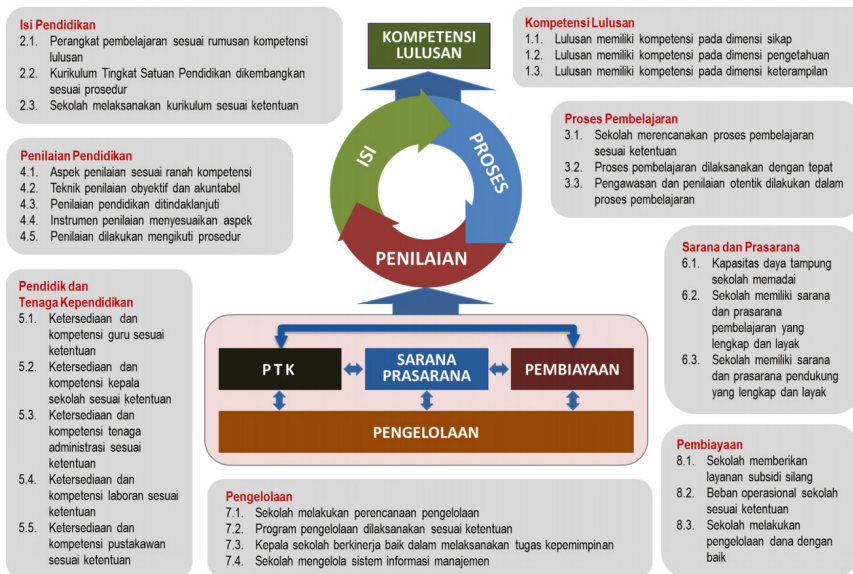 Isi Pendidikan
2.1. Perangkat pembelajaran sesuai rumusan kompetensi
lulusan
2.2. Kurikulum Tingkat Satuan Pendidikan dikembangkan
sesuai prosedur
2.3. Sekolah melaksanakan kurikulum sesuai ketentuan
KOMPETENSI
LULUSAN
Kompetensi Lulusan
1.1. Lulusan memiliki kompetensi pada dimensi sikap
1.2. Lulusan memiliki kompetensi pada dimensi pengetahuan
1.3. Lulusan memiliki kompetensi pada dimensi keterampilan
Penilaian Pendidikan
4.1. Aspek penilaian sesuai ranah kompetensi
4.2. Teknik penilaian obyektif dan akuntabel
4.3. Penilaian pendidikan ditindaklanjuti
4.4. Instrumen penilaian menyesuaikan aspek
4.5. Penilaian dilakukan mengikuti prosedur
ISI
PROSES
PENILAIAN
Proses Pembelajaran
3.1. Sekolah merencanakan proses pembelajaran
sesuai ketentuan
3.2. Proses pembelajaran dilaksanakan dengan tepat
3.3. Pengawasan dan penilaian otentik dilakukan dalam
proses pembelajaran
Pendidik dan
Tenaga Kependidikan
5.1. Ketersediaan dan
kompetensi guru sesuai
ketentuan
5.2. Ketersediaan dan
kompetensi kepala
sekolah sesuai ketentuan
5.3. Ketersediaan dan
kompetensi tenaga
administrasi sesuai
ketentuan
5.4. Ketersediaan dan
kompetensi laboran sesuai
ketentuan
5.5. Ketersediaan dan
kompetensi pustakawan
sesuai ketentuan
PTK
SARANA
PRASARANA
PEMBIAYAAN
PENGELOLAAN
Sarana dan Prasarana
6.1. Kapasitas daya tampung
sekolah memadai
6.2. Sekolah memiliki sarana
dan prasarana
pembelajaran yang
lengkap dan layak
6.3. Sekolah memiliki sarana
dan prasarana pendukung
yang lengkap dan layak
Pengelolaan
7.1. Sekolah melakukan perencanaan pengelolaan
7.2. Program pengelolaan dilaksanakan sesuai ketentuan
7.3. Kepala sekolah berkinerja baik dalam melaksanakan tugas kepemimpinan
7.4. Sekolah mengelola sistem informasi manajemen
Pembiayaan
8.1. Sekolah memberikan
layanan subsidi silang
8.2. Beban operasional sekolah
sesuai ketentuan
8.3. Sekolah melakukan
pengelolaan dana dengan
baik